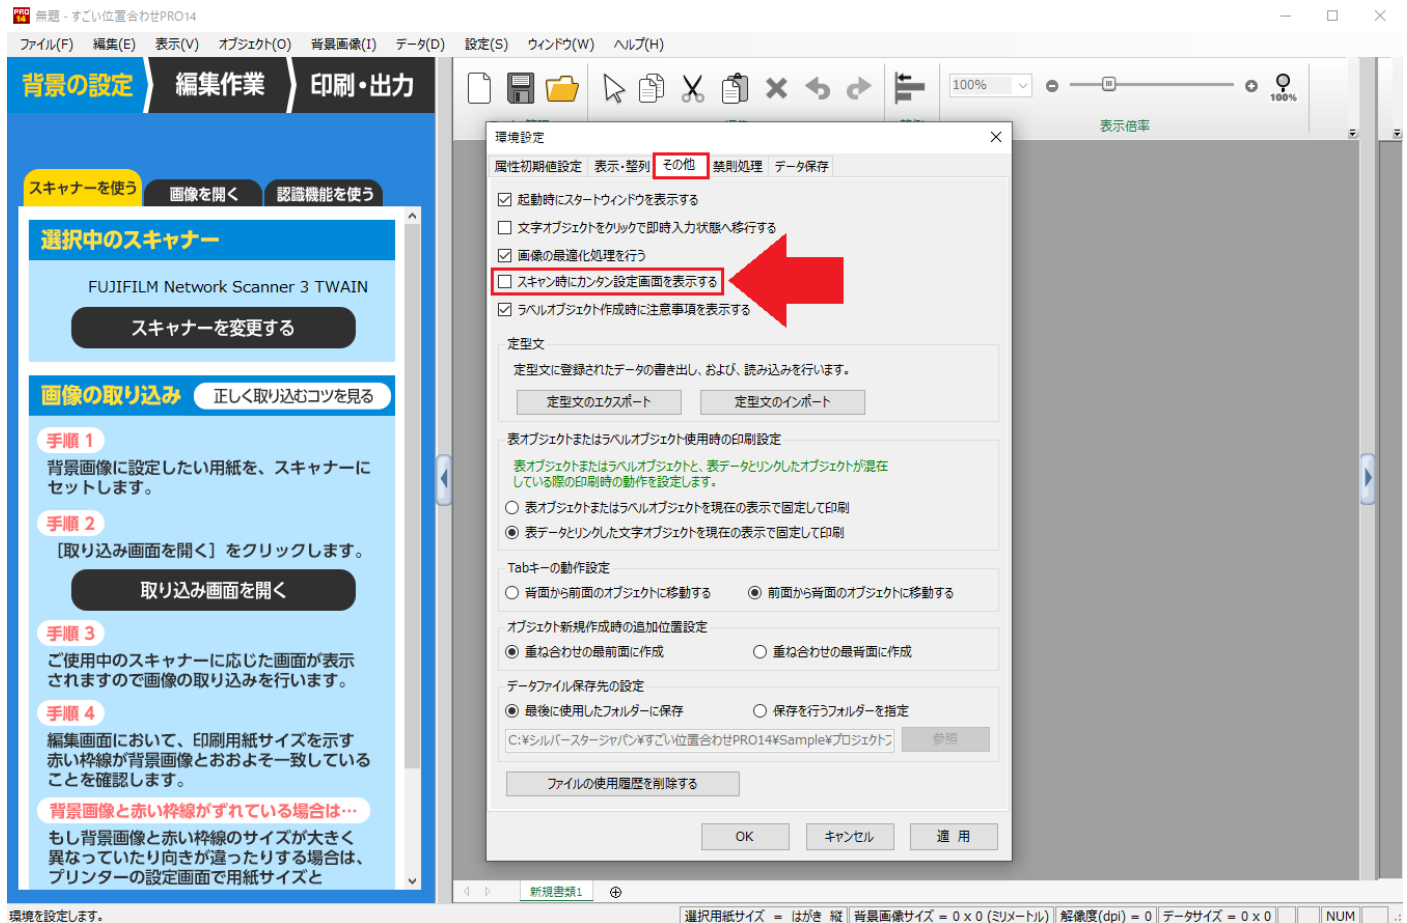 無題 - すごい位置合わせPRO14
ファイル(F) 編集(E) 表示(V) オブジェクト(O) 背景画像(I) データ(D) 設定(S) ウィンドウ(W) ヘルプ(H)
背景の設定 編集作業 印刷・出力
100%
100%
表示倍率
スキャナーを使う 画像を開く 認識機能を使う
選択中のスキャナー
FUJIFILM Network Scanner 3 TWAIN
スキャナーを変更する
画像の取り込み 正しく取り込むコツを見る
手順 1
背景画像に設定したい用紙を、スキャナーに
セットします。
手順 2
［取り込み画面を開く］をクリックします。
取り込み画面を開く
手順 3
ご使用中のスキャナーに応じた画面が表示
されますので画像の取り込みを行います。
手順 4
編集画面において、印刷用紙サイズを示す
赤い枠線が背景画像とおおよそ一致している
ことを確認します。
背景画像と赤い枠線がずれている場合は…
もし背景画像と赤い枠線のサイズが大きく
異なっていたり向きが違ったりする場合は、
プリンターの設定画面で用紙サイズと
環境設定
属性初期値設定 表示・整列 その他 禁則処理 データ保存
起動時にスタートウィンドウを表示する
文字オブジェクトをクリックで即時入力状態へ移行する
画像の最適化処理を行う
スキャン時にカンタン設定画面を表示する
ラベルオブジェクト作成時に注意事項を表示する
定型文
定型文に登録されたデータの書き出し、および、読み込みを行います。
定型文のエクスポート 定型文のインポート
表オブジェクトまたはラベルオブジェクト使用時の印刷設定
表オブジェクトまたはラベルオブジェクトと、表データとリンクしたオブジェクトが混在
している際の印刷時の動作を設定します。
表オブジェクトまたはラベルオブジェクトを現在の表示で固定して印刷
表データとリンクした文字オブジェクトを現在の表示で固定して印刷
Tabキーの動作設定
背面から前面のオブジェクトに移動する 前面から背面のオブジェクトに移動する
オブジェクト新規作成時の追加位置設定
重ね合わせの最前面に作成 重ね合わせの最背面に作成
データファイル保存先の設定
最後に使用したフォルダーに保存 保存を行うフォルダーを指定
C:¥シルバースタージャパン¥すごい位置合わせPRO14¥Sample¥プロジェクトフ 参照
ファイルの使用履歴を削除する
OK キャンセル 適 用
新規書類1
環境を設定します。
選択用紙サイズ = はがき 縦 背景画像サイズ = 0 x 0 (ミリメートル) 解像度(dpi) = 0 データサイズ = 0 x 0 NUM